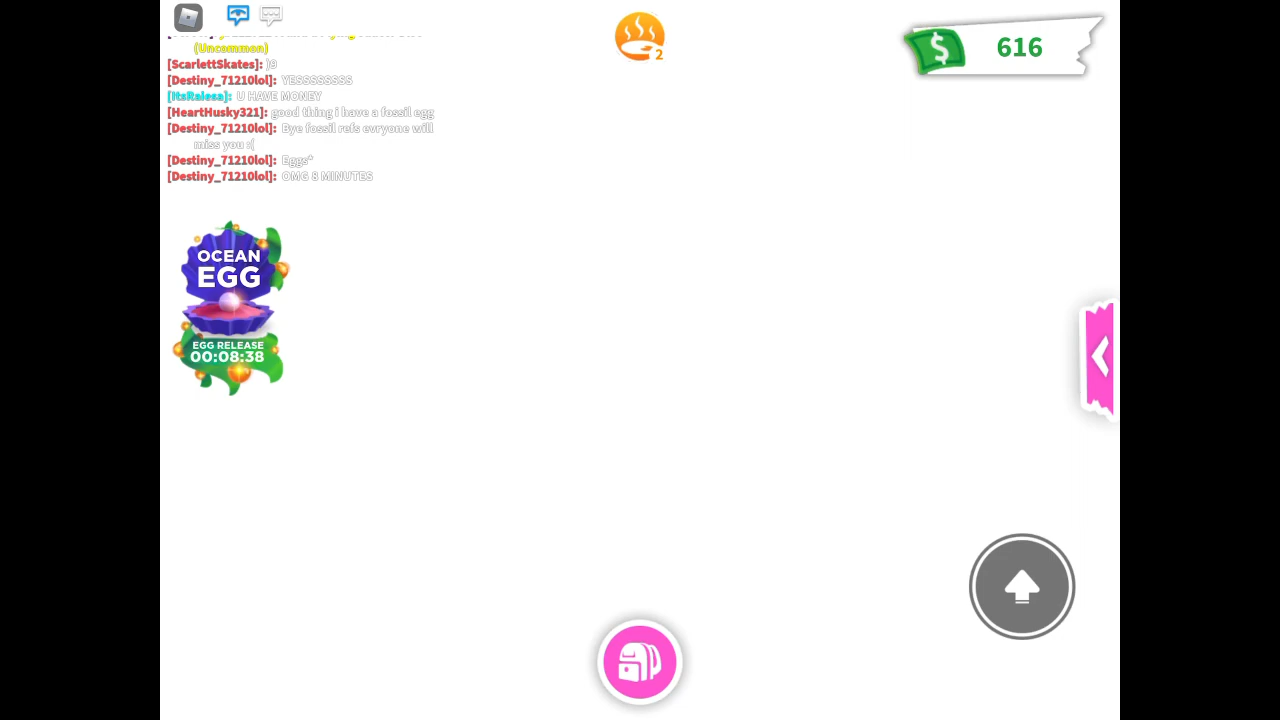 (Uncommon)
[ScarlettSkates]: )9
[Destiny_71210lol]: YESSSSSSSS
[ItsRalesa]: U HAVE MONEY
[HeartHusky321]: good thing i have a fossil egg
[Destiny_71210lol]: Bye fossil refs evryone will
miss you :(
[Destiny_71210lol]: Eggs*
[Destiny_71210lol]: OMG 8 MINUTES
2
$ 616
OCEAN
EGG
EGG RELEASE
00:08:38